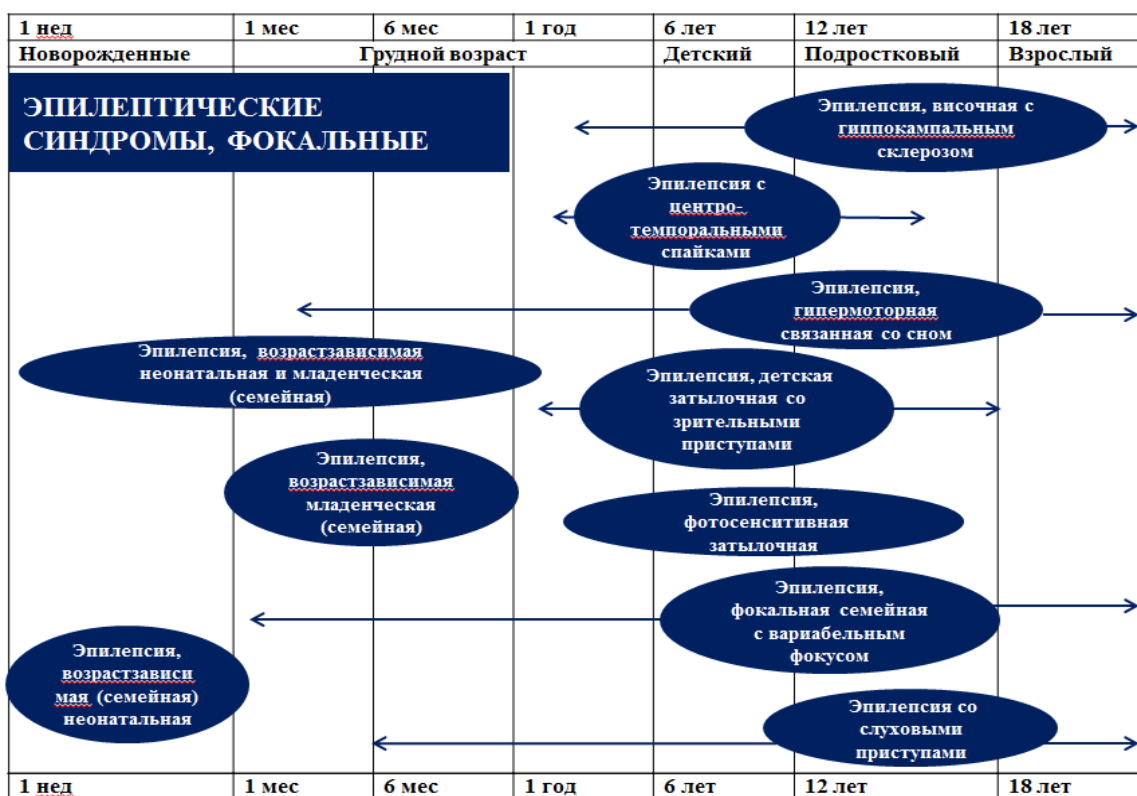 1 нед 1 мес 6 мес 1 год 6 лет 12 лет 18 лет
Новорожденные Грудной возраст Детский Подростковый Взрослый
ЭПИЛЕПТИЧЕСКИЕ
СИНДРОМЫ, ФОКАЛЬНЫЕ
Эпилепсия, височная с
гиппокампальным
склерозом
Эпилепсия с
центро-
темпоральными
спайками
Эпилепсия,
гипермоторная
связанная со сном
Эпилепсия, возрастзависимая
неонатальная и младенческая
(семейная)
Эпилепсия, детская
затылочная со
зрительными
приступами
Эпилепсия,
возрастзависимая
младенческая
(семейная)
Эпилепсия,
фотосенситивная
затылочная
Эпилепсия,
фокальная семейная
с вариабельным
фокусом
Эпилепсия,
возрастзависи
мая (семейная)
неонатальная
Эпилепсия со
слуховыми
приступами
1 нед 1 мес 6 мес 1 год 6 лет 12 лет 18 лет